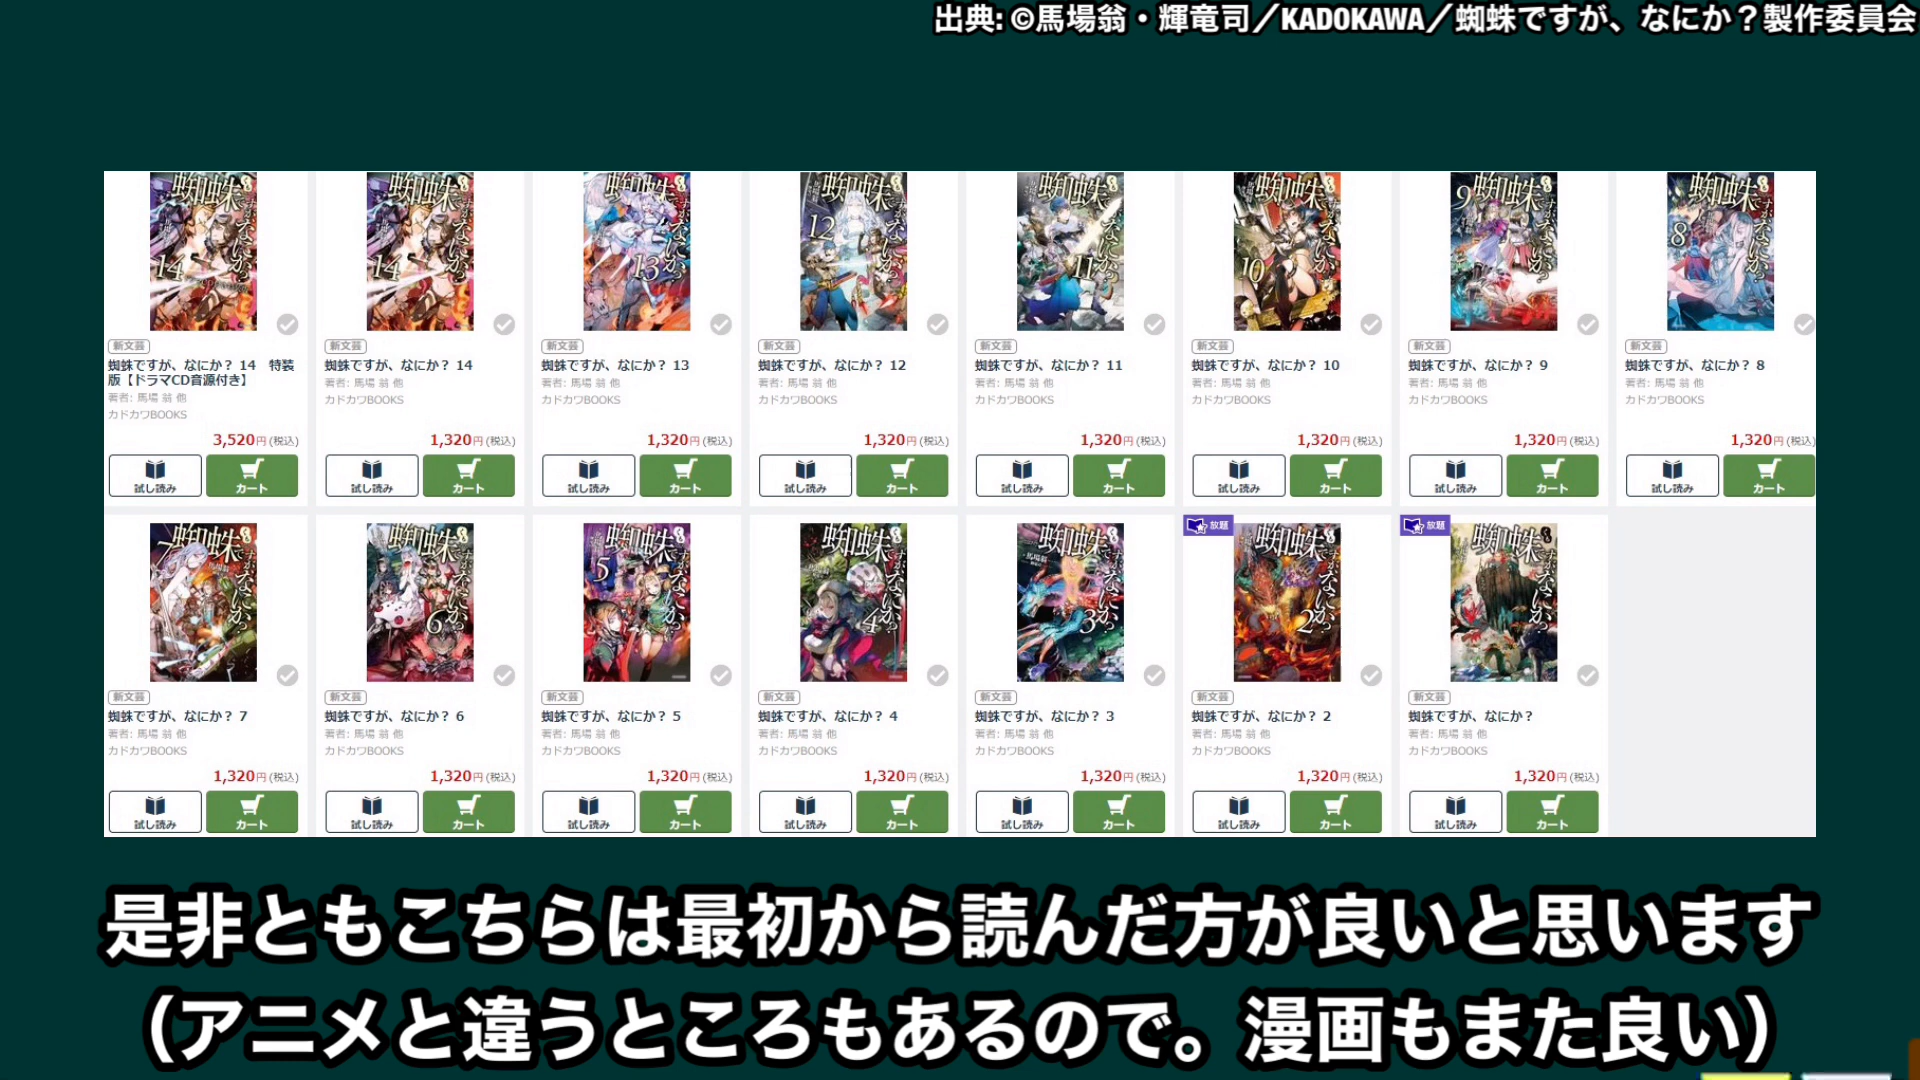 出典: ©馬場翁・輝竜司／KADOKAWA／蜘蛛ですが、なにか？製作委員会
新文芸
蜘蛛ですが、なにか？ 14　特装
版【ドラマCD音源付き】
著者: 馬場 翁 他
カドカワBOOKS
3,520円(税込)
試し読み
カート
新文芸
蜘蛛ですが、なにか？ 14
著者: 馬場 翁 他
カドカワBOOKS
1,320円(税込)
試し読み
カート
新文芸
蜘蛛ですが、なにか？ 13
著者: 馬場 翁 他
カドカワBOOKS
1,320円(税込)
試し読み
カート
新文芸
蜘蛛ですが、なにか？ 12
著者: 馬場 翁 他
カドカワBOOKS
1,320円(税込)
試し読み
カート
新文芸
蜘蛛ですが、なにか？ 11
著者: 馬場 翁 他
カドカワBOOKS
1,320円(税込)
試し読み
カート
新文芸
蜘蛛ですが、なにか？ 10
著者: 馬場 翁 他
カドカワBOOKS
1,320円(税込)
試し読み
カート
新文芸
蜘蛛ですが、なにか？ 9
著者: 馬場 翁 他
カドカワBOOKS
1,320円(税込)
試し読み
カート
新文芸
蜘蛛ですが、なにか？ 8
著者: 馬場 翁 他
カドカワBOOKS
1,320円(税込)
試し読み
カート
新文芸
蜘蛛ですが、なにか？ 7
著者: 馬場 翁 他
カドカワBOOKS
1,320円(税込)
試し読み
カート
新文芸
蜘蛛ですが、なにか？ 6
著者: 馬場 翁 他
カドカワBOOKS
1,320円(税込)
試し読み
カート
新文芸
蜘蛛ですが、なにか？ 5
著者: 馬場 翁 他
カドカワBOOKS
1,320円(税込)
試し読み
カート
新文芸
蜘蛛ですが、なにか？ 4
著者: 馬場 翁 他
カドカワBOOKS
1,320円(税込)
試し読み
カート
新文芸
蜘蛛ですが、なにか？ 3
著者: 馬場 翁 他
カドカワBOOKS
1,320円(税込)
試し読み
カート
放題
新文芸
蜘蛛ですが、なにか？ 2
著者: 馬場 翁 他
カドカワBOOKS
1,320円(税込)
試し読み
カート
放題
新文芸
蜘蛛ですが、なにか？
著者: 馬場 翁 他
カドカワBOOKS
1,320円(税込)
試し読み
カート
是非ともこちらは最初から読んだ方が良いと思います
（アニメと違うところもあるので。漫画もまた良い）